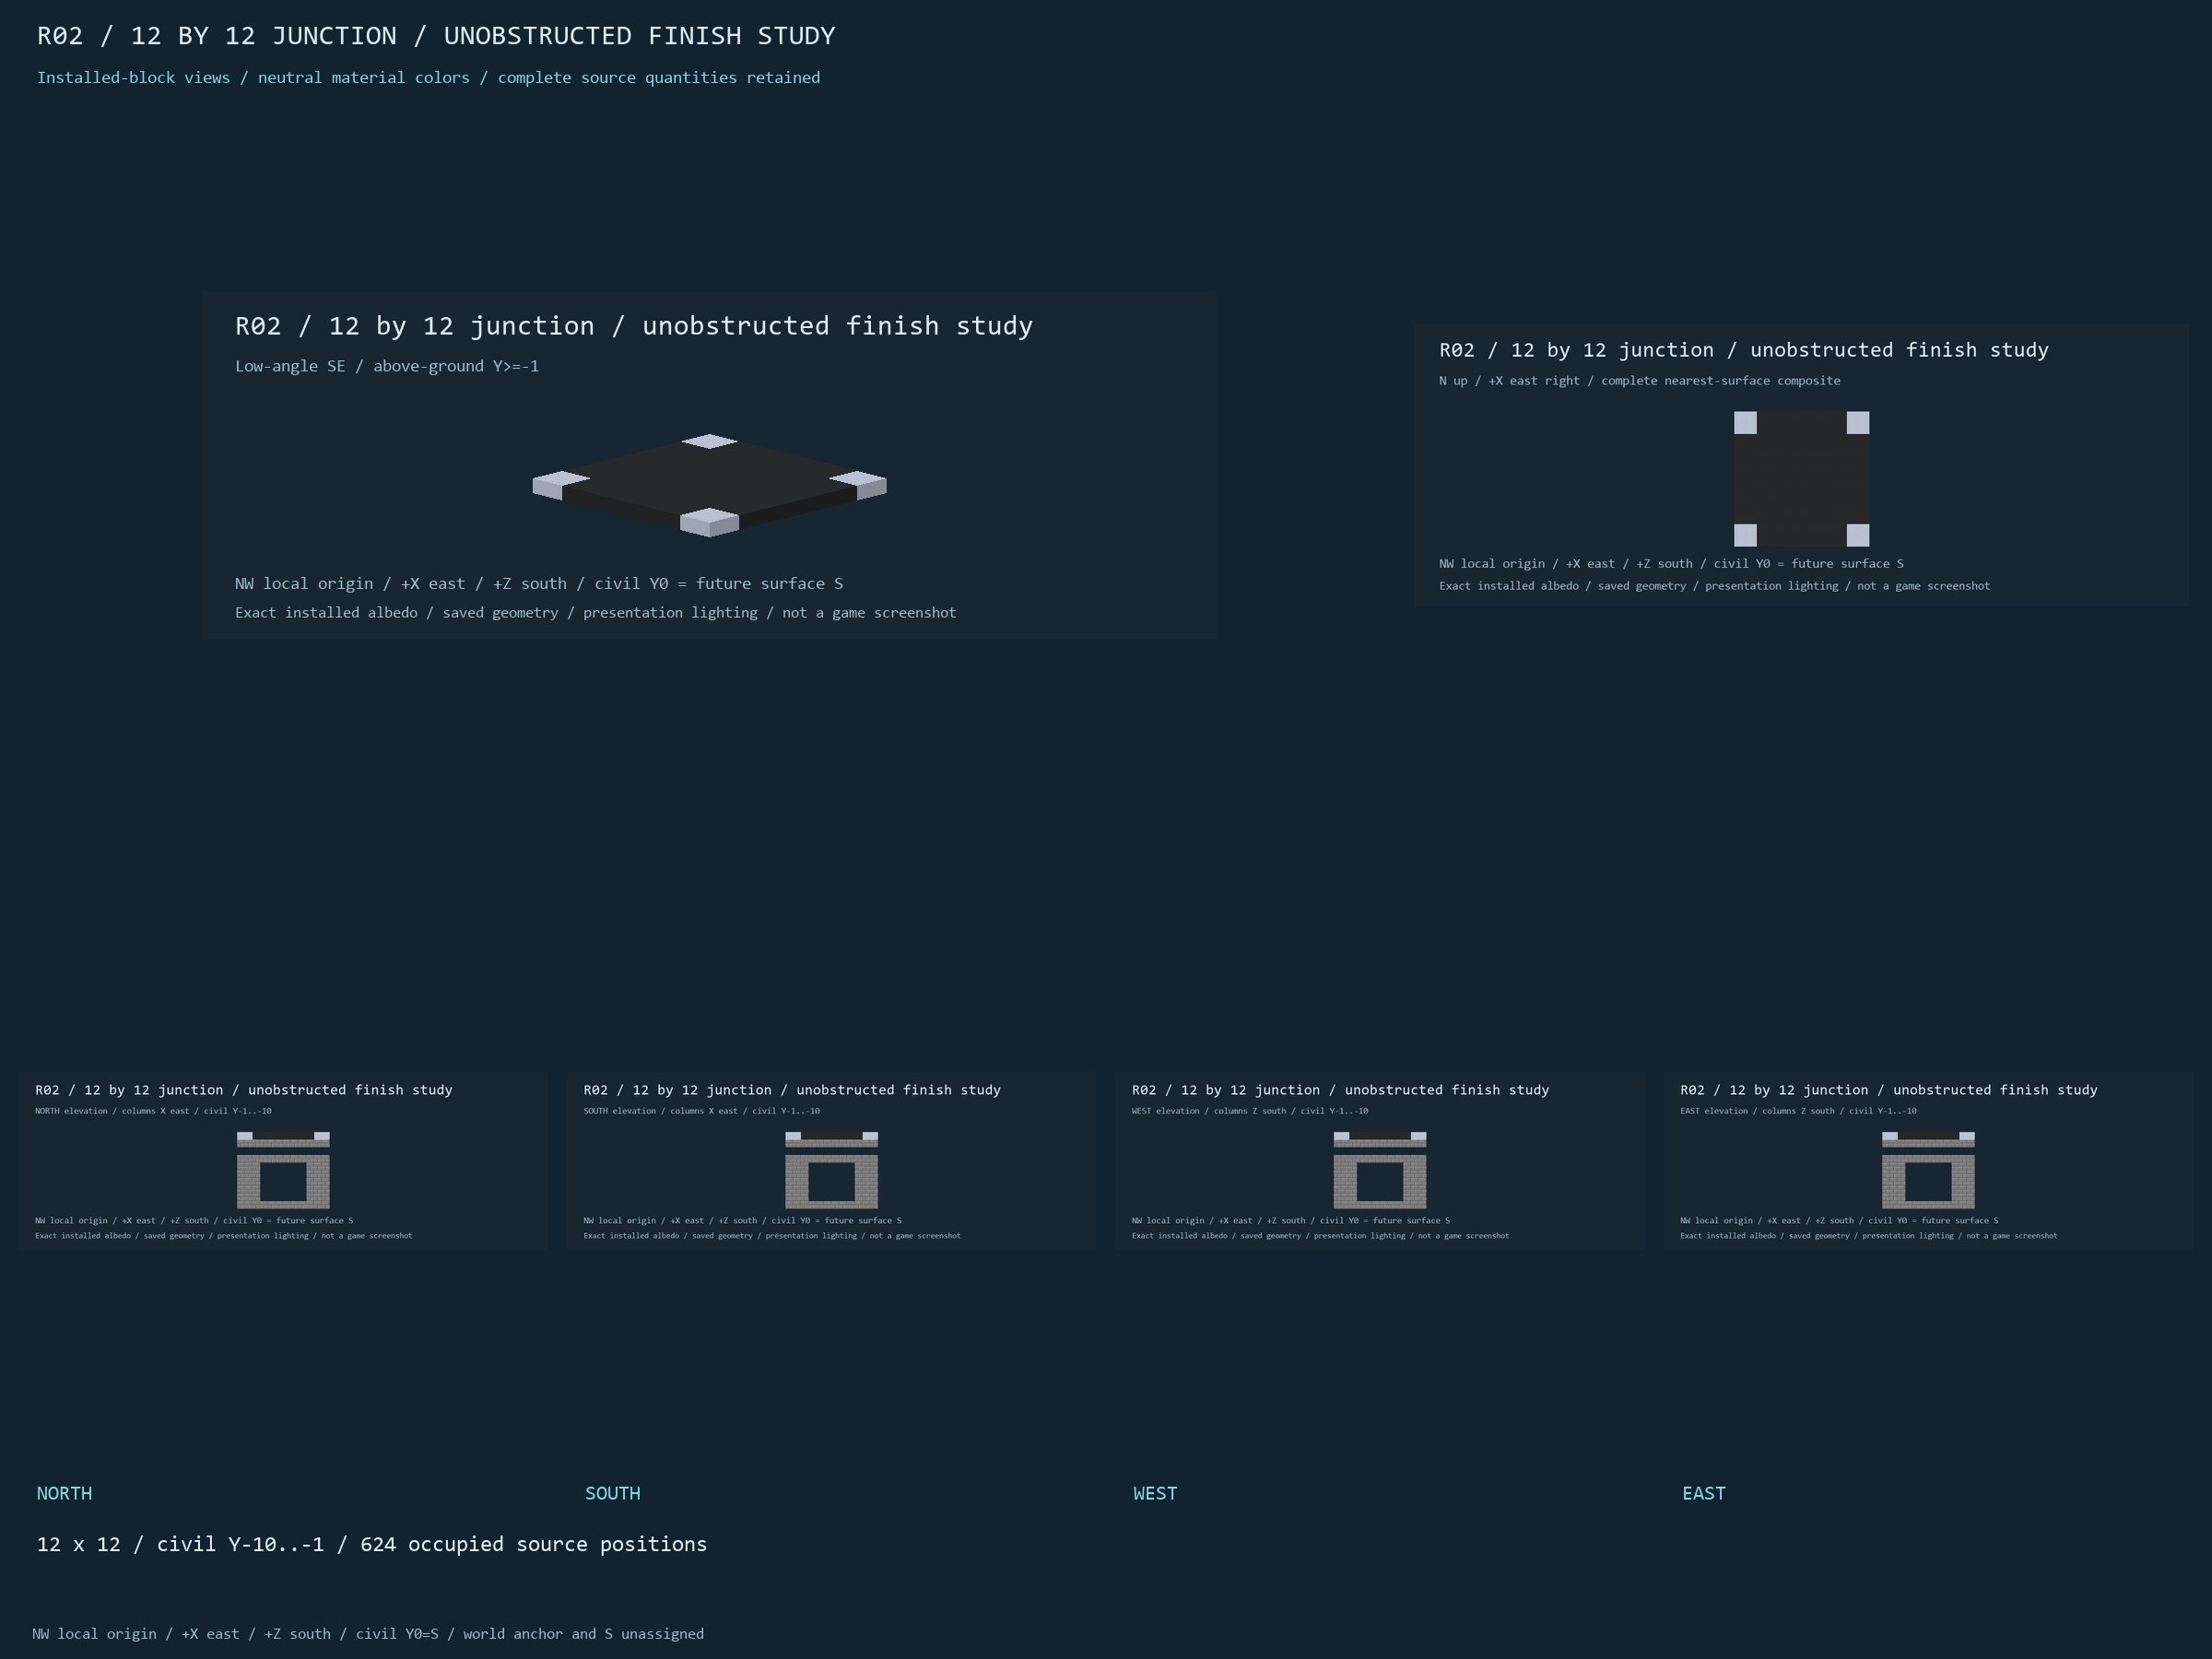 R02 / 12 BY 12 JUNCTION / UNOBSTRUCTED FINISH STUDY
Installed-block views / neutral material colors / complete source quantities retained
R02 / 12 by 12 junction / unobstructed finish study
Low-angle SE / above-ground Y>=-1
NW local origin / +X east / +Z south / civil Y0 = future surface S
Exact installed albedo / saved geometry / presentation lighting / not a game screenshot
R02 / 12 by 12 junction / unobstructed finish study
N up / +X east right / complete nearest-surface composite
NW local origin / +X east / +Z south / civil Y0 = future surface S
Exact installed albedo / saved geometry / presentation lighting / not a game screenshot
R02 / 12 by 12 junction / unobstructed finish study
NORTH elevation / columns X east / civil Y-1..-10
NW local origin / +X east / +Z south / civil Y0 = future surface S
Exact installed albedo / saved geometry / presentation lighting / not a game screenshot
R02 / 12 by 12 junction / unobstructed finish study
SOUTH elevation / columns X east / civil Y-1..-10
NW local origin / +X east / +Z south / civil Y0 = future surface S
Exact installed albedo / saved geometry / presentation lighting / not a game screenshot
R02 / 12 by 12 junction / unobstructed finish study
WEST elevation / columns Z south / civil Y-1..-10
NW local origin / +X east / +Z south / civil Y0 = future surface S
Exact installed albedo / saved geometry / presentation lighting / not a game screenshot
R02 / 12 by 12 junction / unobstructed finish study
EAST elevation / columns Z south / civil Y-1..-10
NW local origin / +X east / +Z south / civil Y0 = future surface S
Exact installed albedo / saved geometry / presentation lighting / not a game screenshot
NORTH
SOUTH
WEST
EAST
12 x 12 / civil Y-10..-1 / 624 occupied source positions
NW local origin / +X east / +Z south / civil Y0=S / world anchor and S unassigned